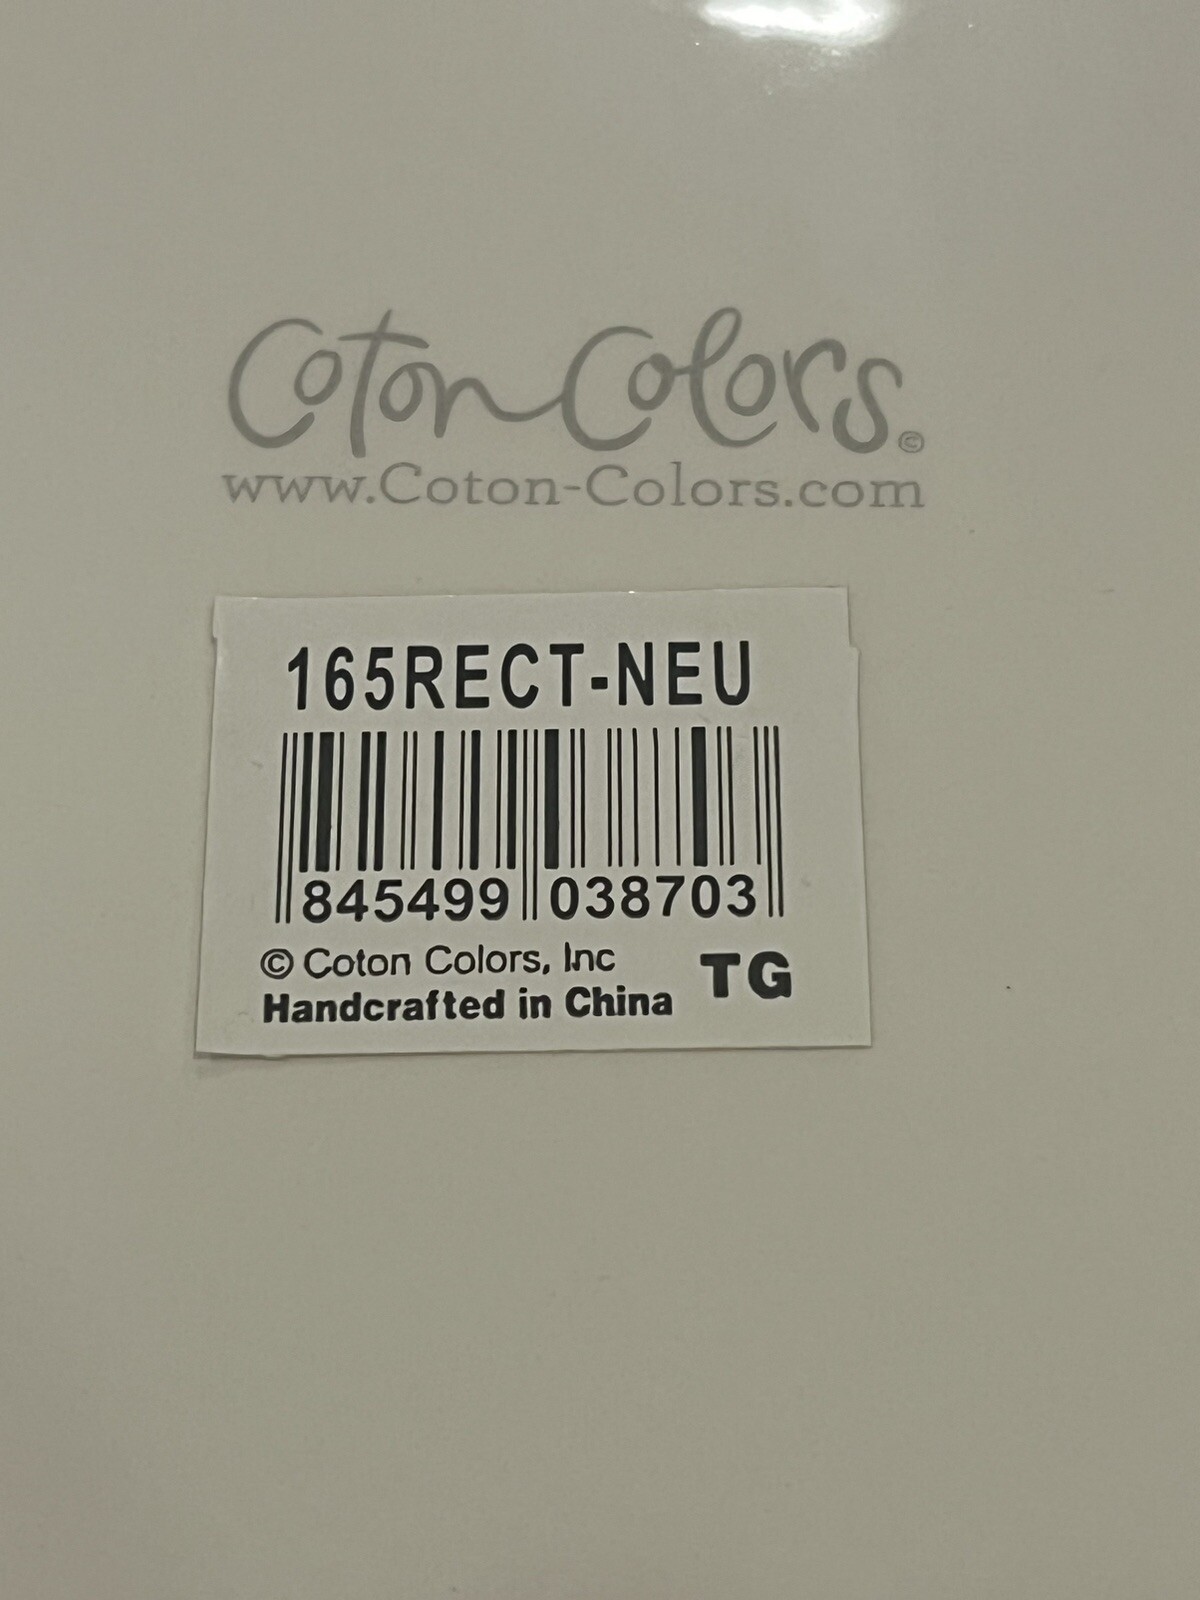 Coton Colors ©
www.Coton-Colors.com
165RECT-NEU
845499 038703
© Coton Colors, Inc
Handcrafted in China
TG